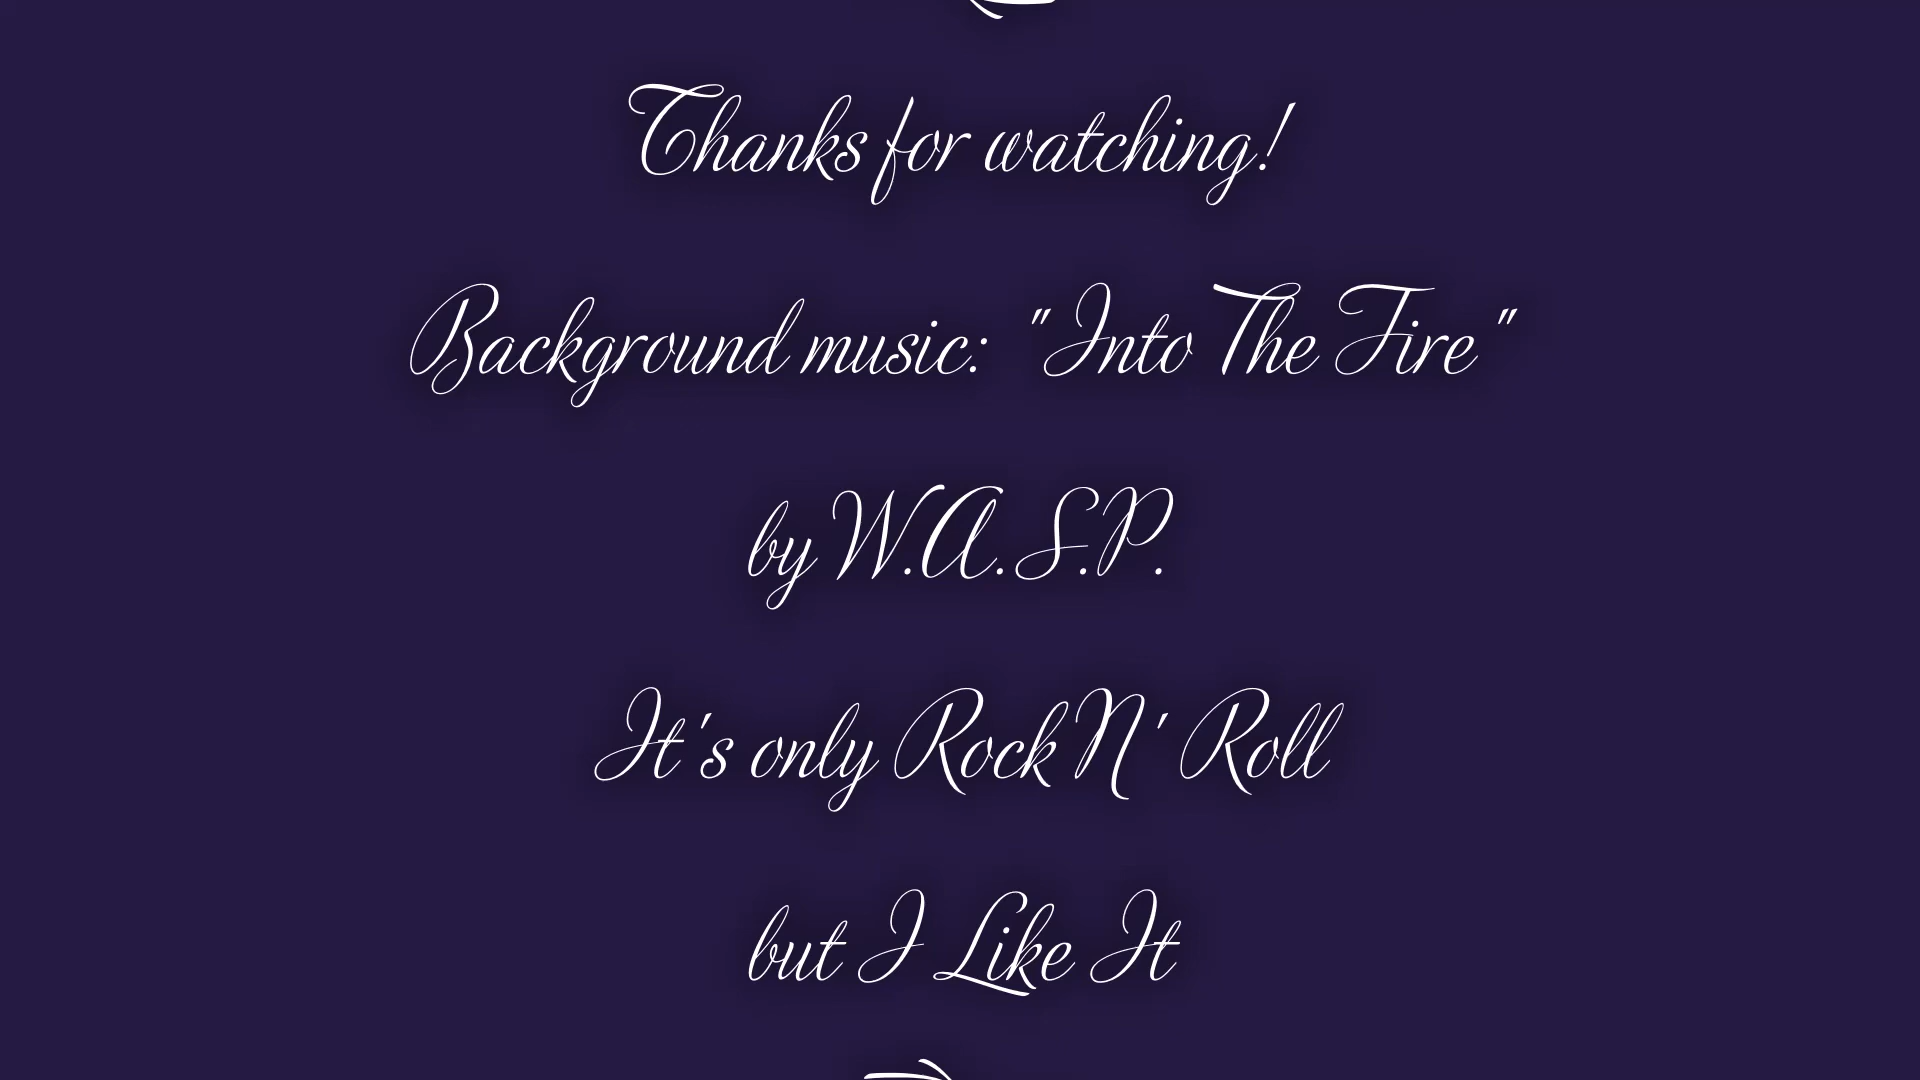 Thanks for watching!
Background music: "Into The Fire"
by W.A.S.P.
It's only Rock N' Roll
but I Like It